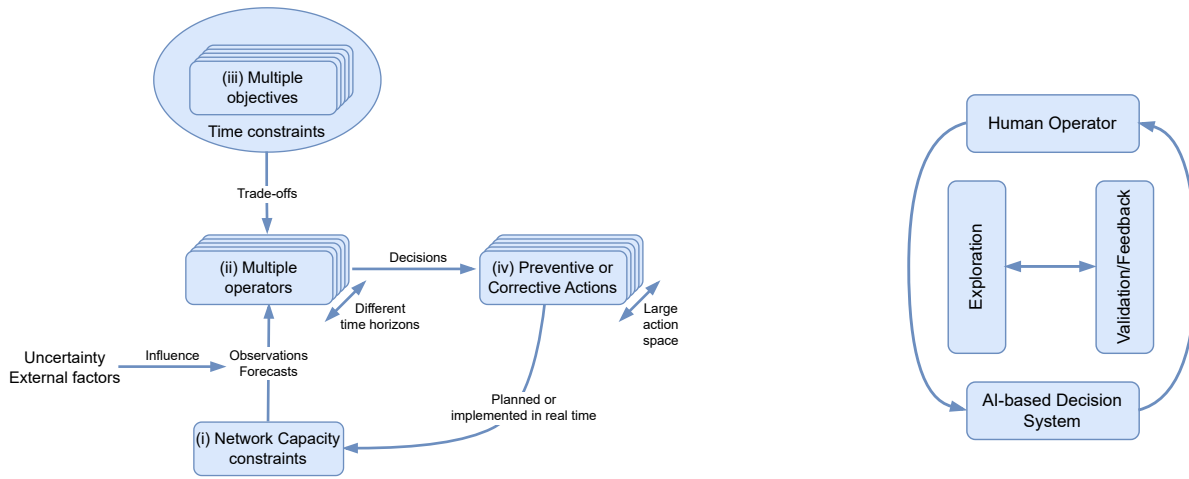 (iii) Multiple
objectives
Time constraints
Trade-offs
(ii) Multiple
operators
Decisions
(iv) Preventive or
Corrective Actions
Different
time horizons
Large
action
space
Uncertainty
External factors
Influence
Observations
Forecasts
Planned or
implemented in real time
(i) Network Capacity
constraints
Human Operator
Exploration
Validation/Feedback
AI-based Decision
System